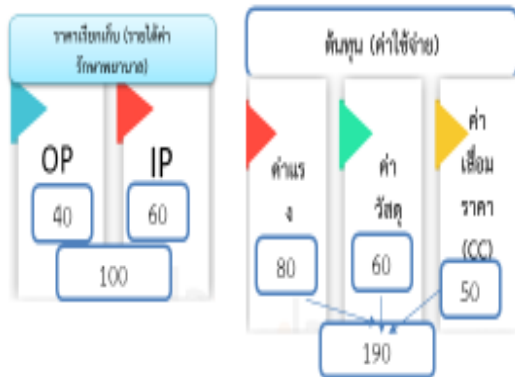 ราคาเรียกเก็บ (รายได้ค่า
รักษาพยาบาล)
OP
IP
40
60
100
ต้นทุน (ค่าใช้จ่าย)
ค่าแร
ง
80
ค่า
วัสดุ
60
ค่า
เสื่อม
ราคา
(CC)
50
190